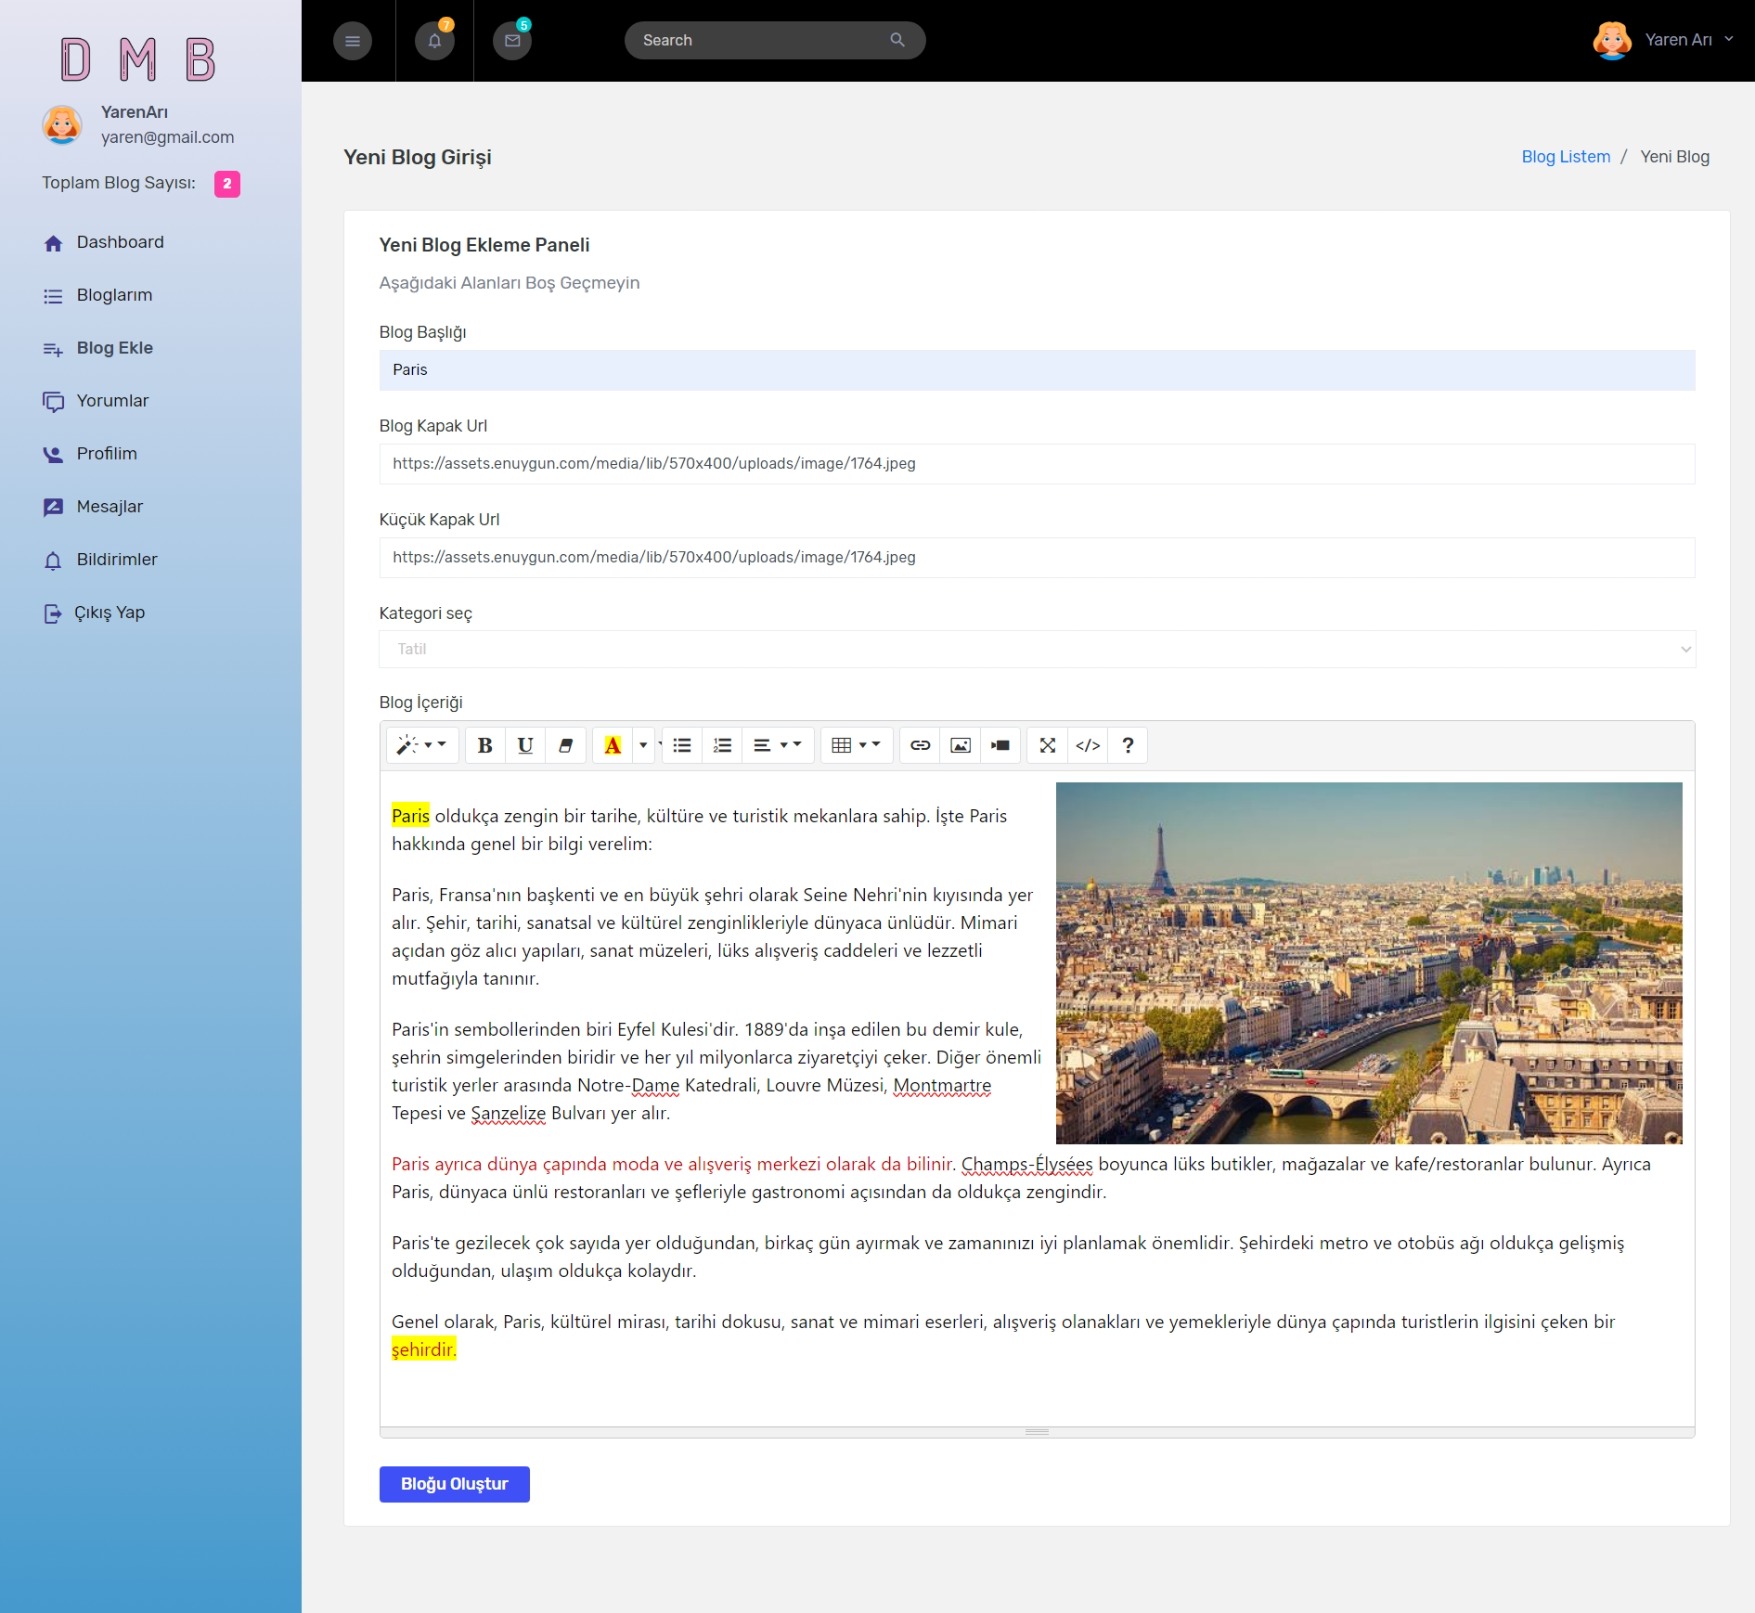 D M B
YarenArı
yaren@gmail.com
Toplam Blog Sayısı: 2
Dashboard
Bloglarım
Blog Ekle
Yorumlar
Profilim
Mesajlar
Bildirimler
Çıkış Yap
7
5
Search
Yaren Arı
Yeni Blog Girişi
Blog Listem / Yeni Blog
Yeni Blog Ekleme Paneli
Aşağıdaki Alanları Boş Geçmeyin
Blog Başlığı
Paris
Blog Kapak Url
https://assets.enuygun.com/media/lib/570x400/uploads/image/1764.jpeg
Küçük Kapak Url
https://assets.enuygun.com/media/lib/570x400/uploads/image/1764.jpeg
Kategori seç
Tatil
Blog İçeriği
B U A </> ?
Paris oldukça zengin bir tarihe, kültüre ve turistik mekanlara sahip. İşte Paris
hakkında genel bir bilgi verelim:
Paris, Fransa'nın başkenti ve en büyük şehri olarak Seine Nehri'nin kıyısında yer
alır. Şehir, tarihi, sanatsal ve kültürel zenginlikleriyle dünyaca ünlüdür. Mimari
açıdan göz alıcı yapıları, sanat müzeleri, lüks alışveriş caddeleri ve lezzetli
mutfağıyla tanınır.
Paris'in sembollerinden biri Eyfel Kulesi'dir. 1889'da inşa edilen bu demir kule,
şehrin simgelerinden biridir ve her yıl milyonlarca ziyaretçiyi çeker. Diğer önemli
turistik yerler arasında Notre-Dame Katedrali, Louvre Müzesi, Montmartre
Tepesi ve Şanzelize Bulvarı yer alır.
Paris ayrıca dünya çapında moda ve alışveriş merkezi olarak da bilinir. Champs-Élysées boyunca lüks butikler, mağazalar ve kafe/restoranlar bulunur. Ayrıca
Paris, dünyaca ünlü restoranları ve şefleriyle gastronomi açısından da oldukça zengindir.
Paris'te gezilecek çok sayıda yer olduğundan, birkaç gün ayırmak ve zamanınızı iyi planlamak önemlidir. Şehirdeki metro ve otobüs ağı oldukça gelişmiş
olduğundan, ulaşım oldukça kolaydır.
Genel olarak, Paris, kültürel mirası, tarihi dokusu, sanat ve mimari eserleri, alışveriş olanakları ve yemekleriyle dünya çapında turistlerin ilgisini çeken bir
şehirdir.
Bloğu Oluştur